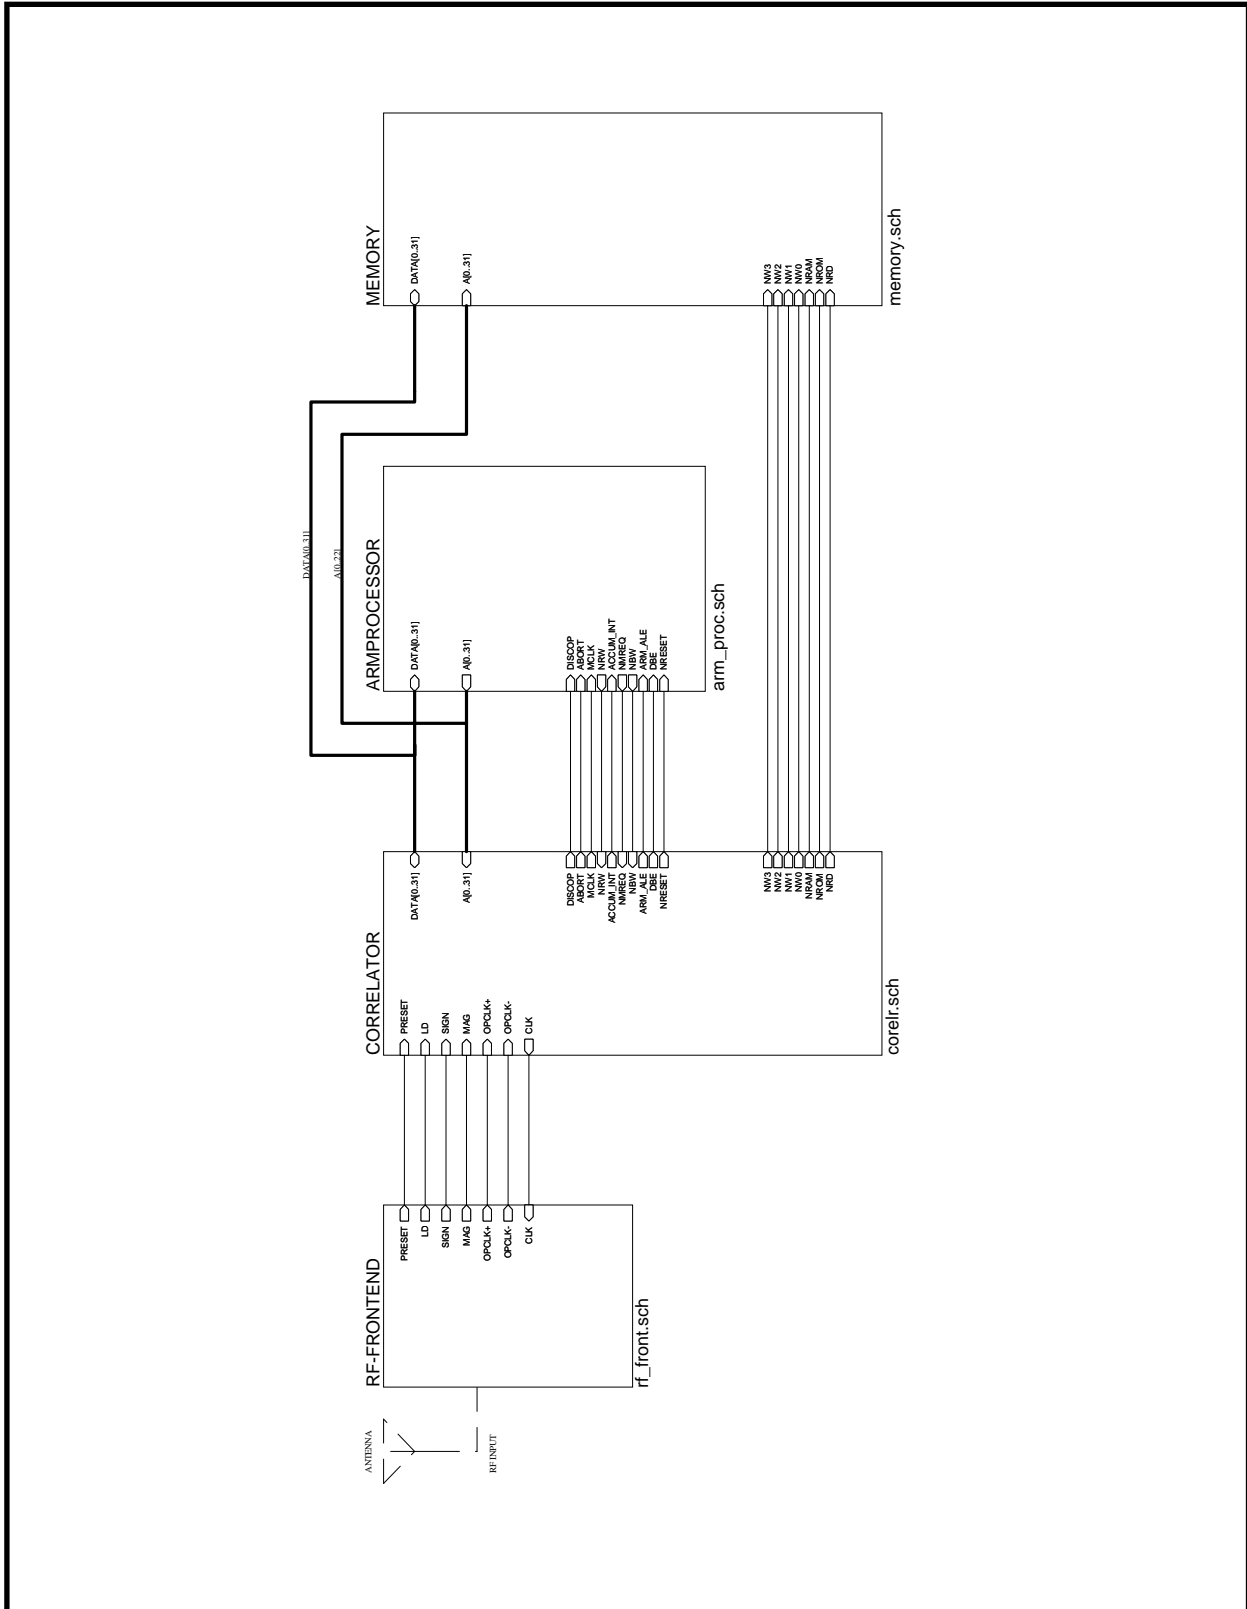 ANTENNA
RF INPUT
RF-FRONTEND
PRESET
LD
SIGN
MAG
OPCLK+
OPCLK-
CLK
rf_front.sch
CORRELATOR
PRESET
LD
SIGN
MAG
OPCLK+
OPCLK-
CLK
DATA[0..31]
A[0..31]
DISCOP
ABORT
MCLK
NRW
ACCUM_INT
NMREQ
NBW
ARM_ALE
DBE
NRESET
NW3
NW2
NW1
NW0
NRAM
NROM
NRD
corelr.sch
DATA[0..31]
A[0..22]
ARMPROCESSOR
DATA[0..31]
A[0..31]
DISCOP
ABORT
MCLK
NRW
ACCUM_INT
NMREQ
NBW
ARM_ALE
DBE
NRESET
arm_proc.sch
MEMORY
DATA[0..31]
A[0..31]
NW3
NW2
NW1
NW0
NRAM
NROM
NRD
memory.sch